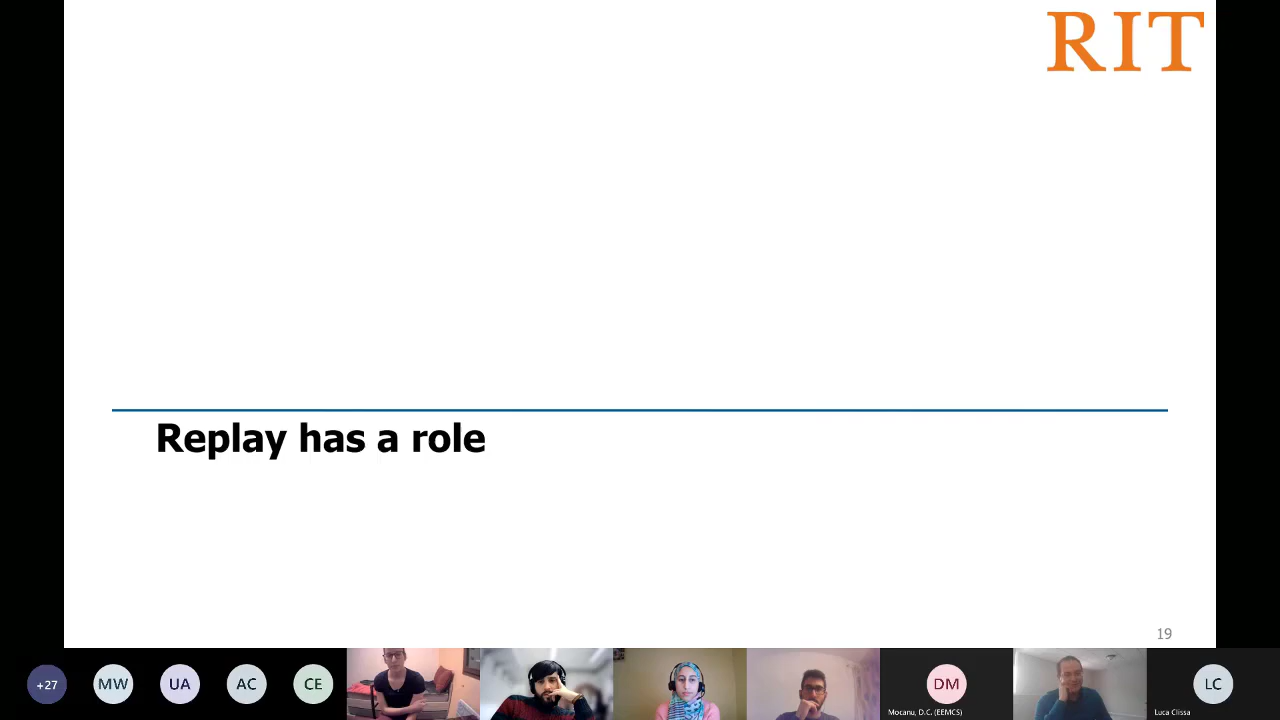 RIT
Replay has a role
19
+27
MW
UA
AC
CE
DM
Mocanu, D.C. (EEMCS)
LC
Luca Clissa